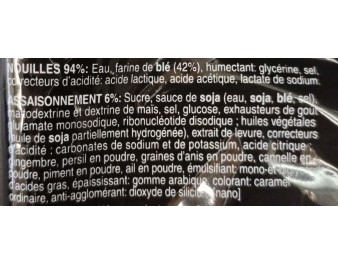 NOUILLES 94%: Eau, farine de blé (42%), humectant: glycérine, sel,
correcteurs d'acidité: acide lactique, acide acétique, lactate de sodium.
ASSAISONNEMENT 6%: Sucre, sauce de soja (eau, soja, blé, sel),
maltodextrine et dextrine de maïs, sel, glucose, exhausteurs de goût
glutamate monosodique, ribonucléotide disodique ; huiles végétales
(huile de soja partiellement hydrogénée), extrait de levure, correcteurs
d'acidité : carbonates de sodium et de potassium, acide citrique ;
gingembre, persil en poudre, graines d'anis en poudre, cannelle en
poudre, piment en poudre, ail en poudre, émulsifiant: mono-et
d'acides gras, épaississant: gomme arabique, colorant: caramel
ordinaire, anti-agglomérant: dioxyde de silicium [nano]